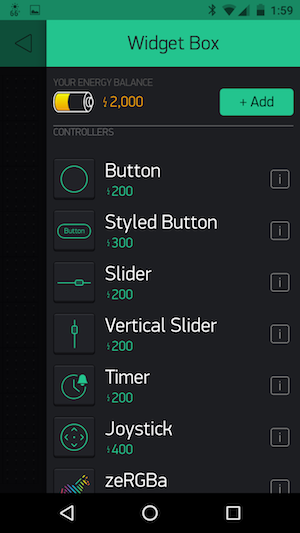 66° 1:59
Widget Box
YOUR ENERGY BALANCE
2,000
+ Add
CONTROLLERS
Button
200
Button
Styled Button
300
Slider
200
Vertical Slider
200
Timer
200
Joystick
400
zeRGBa